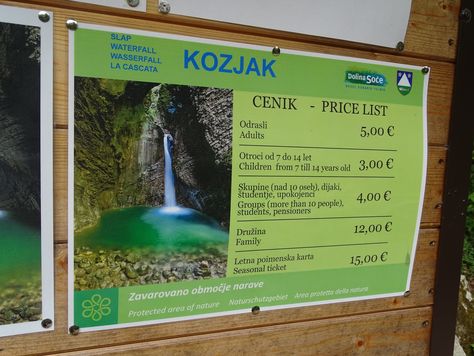 SLAP
WATERFALL
WASSERFALL
LA CASCATA
KOZJAK
Dolina Soče
CENIK - PRICE LIST
Odrasli
Adults
5,00 €
Otroci od 7 do 14 let
Children from 7 till 14 years old
3,00 €
Skupine (nad 10 oseb), dijaki,
študentje, upokojenci
Groups (more than 10 people),
students, pensioners
4,00 €
Družina
Family
12,00 €
Letna poimenska karta
Seasonal ticket
15,00 €
Zavarovano območje narave
Protected area of nature Naturschutzgebiet Area protetta della natura